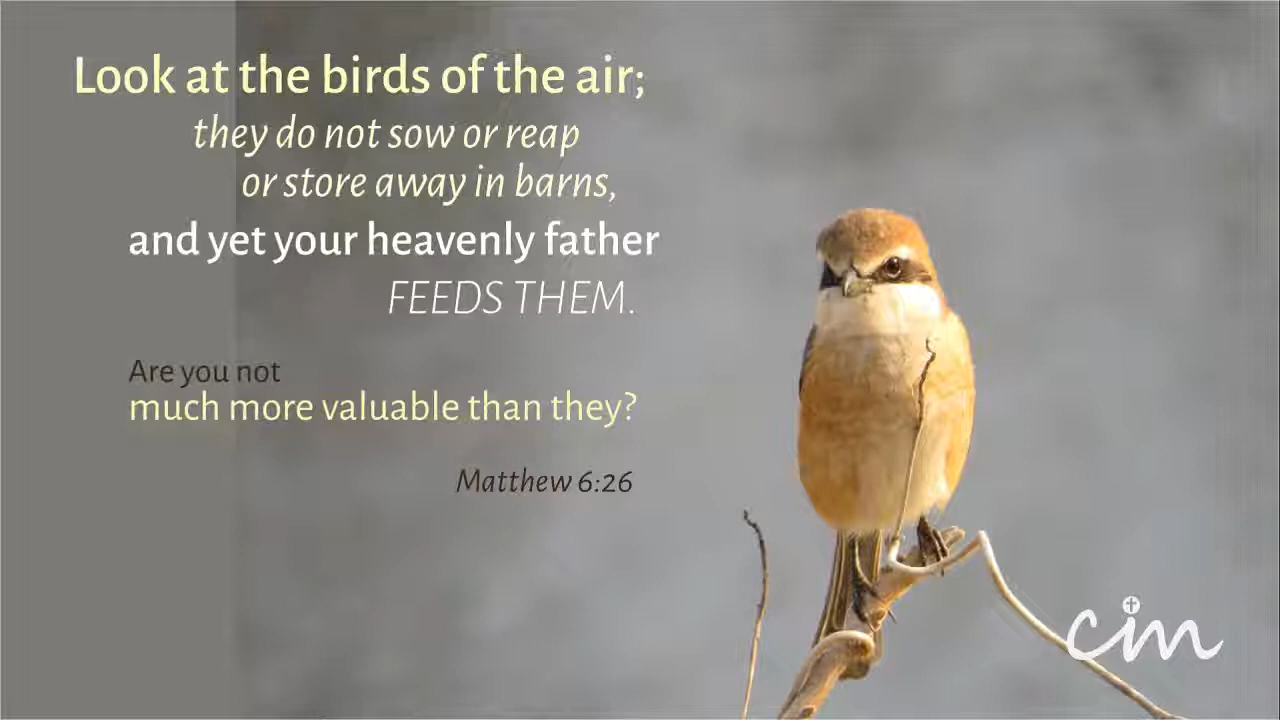 Look at the birds of the air;
they do not sow or reap
or store away in barns,
and yet your heavenly father
FEEDS THEM.
Are you not
much more valuable than they?
Matthew 6:26
cim